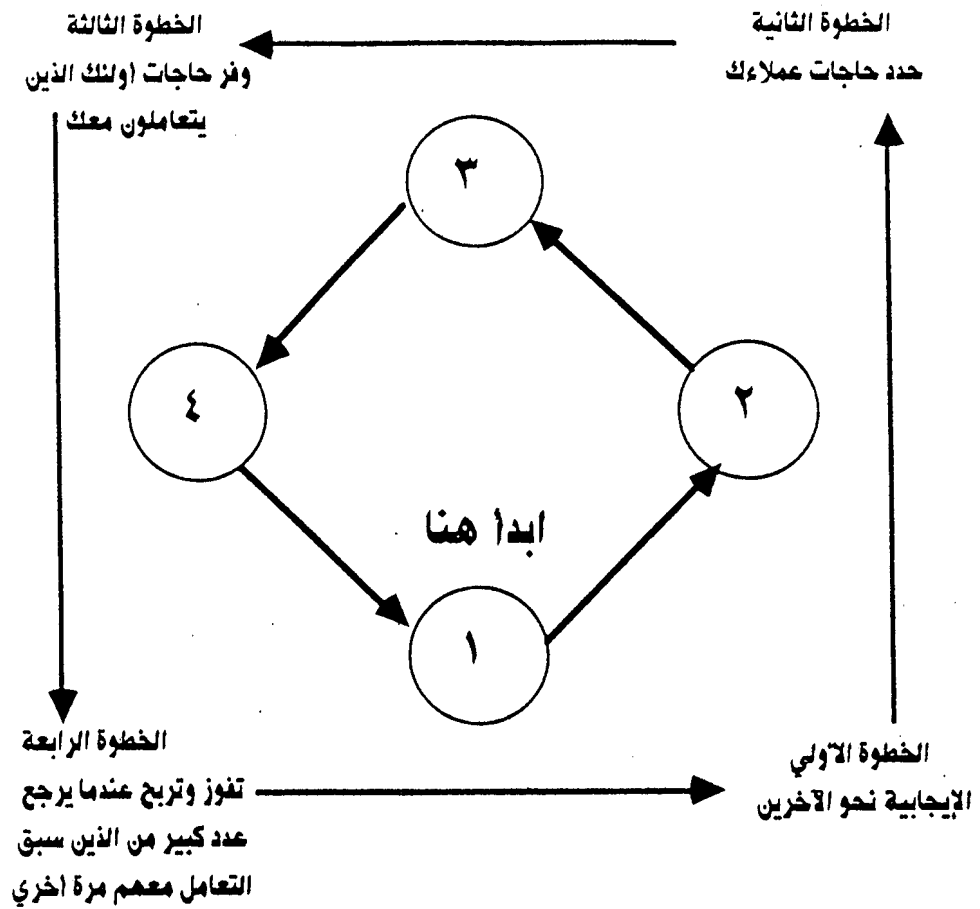 الخطوة الثالثة
وفر حاجات اولئك الذين
يتعاملون معك
الخطوة الثانية
حدد حاجات عملاءك
٣
٤
٢
ابدأ هنا
١
الخطوة الرابعة
تفوز وتربح عندما يرجع
عدد كبير من الذين سبق
التعامل معهم مرة اخري
الخطوة الاولي
الإيجابية نحو الآخرين